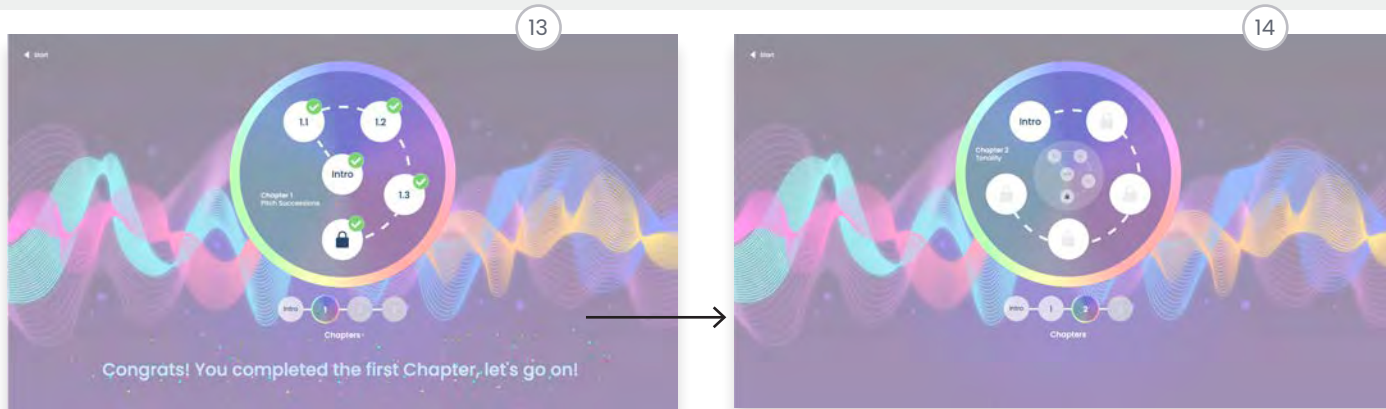 13
Start
1.1
1.2
Intro
1.3
Chapter 1
Pitch Successions
Intro
1
Chapters
Congrats! You completed the first Chapter, let's go on!
14
Start
Intro
Chapter 2
Tonality
Intro
1
2
Chapters